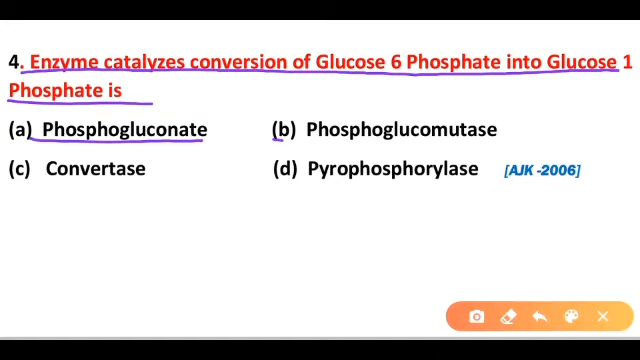 4. Enzyme catalyzes conversion of Glucose 6 Phosphate into Glucose 1
Phosphate is
(a) Phosphogluconate (b) Phosphoglucomutase
(c) Convertase (d) Pyrophosphorylase [AJK -2006]